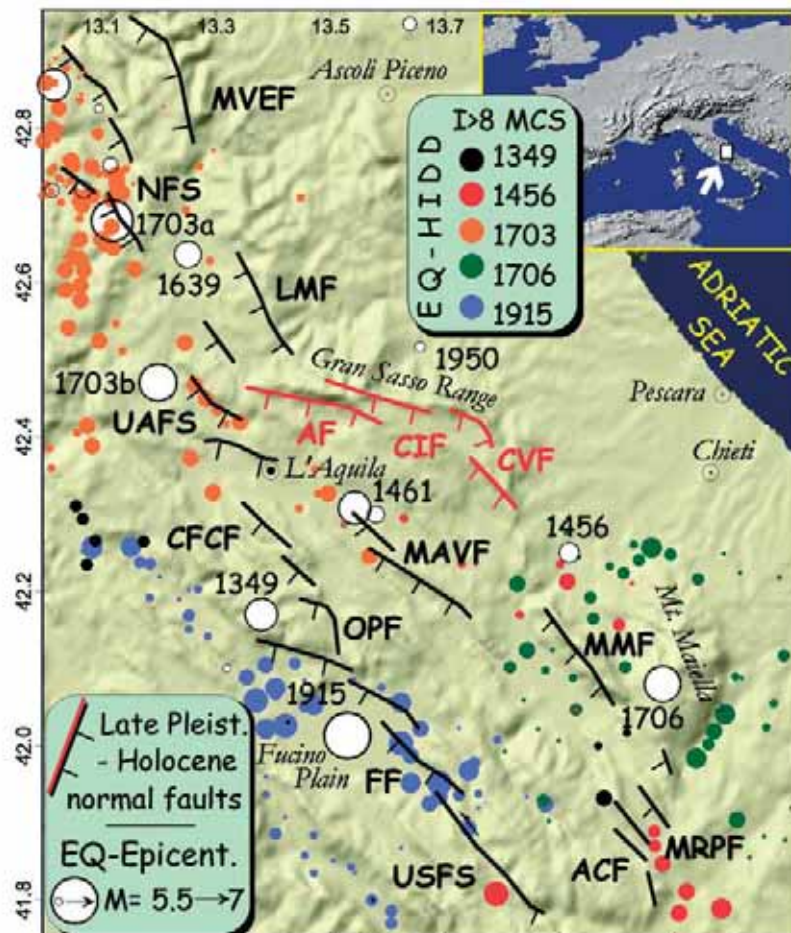 13.1 13.3 13.5 13.7
42.8
42.6
42.4
42.2
42.0
41.8
Ascoli Piceno
MVEF
NFS
1703a
1639
LMF
I>8 MCS
EQ-HIDD
1349
1456
1703
1706
1915
ADRIATIC
SEA
1950
Gran Sasso Range
Pescara
1703b
UAFS
AF
CIF
CVF
Chieti
L'Aquila
1461
1456
CFCF
MAVF
1349
OPF
MMF
Mt. Maiella
1706
1915
Fucino
Plain
FF
USFS
ACF
MRPF
Late Pleist.
- Holocene
normal faults
EQ-Epicent.
M= 5.5→7